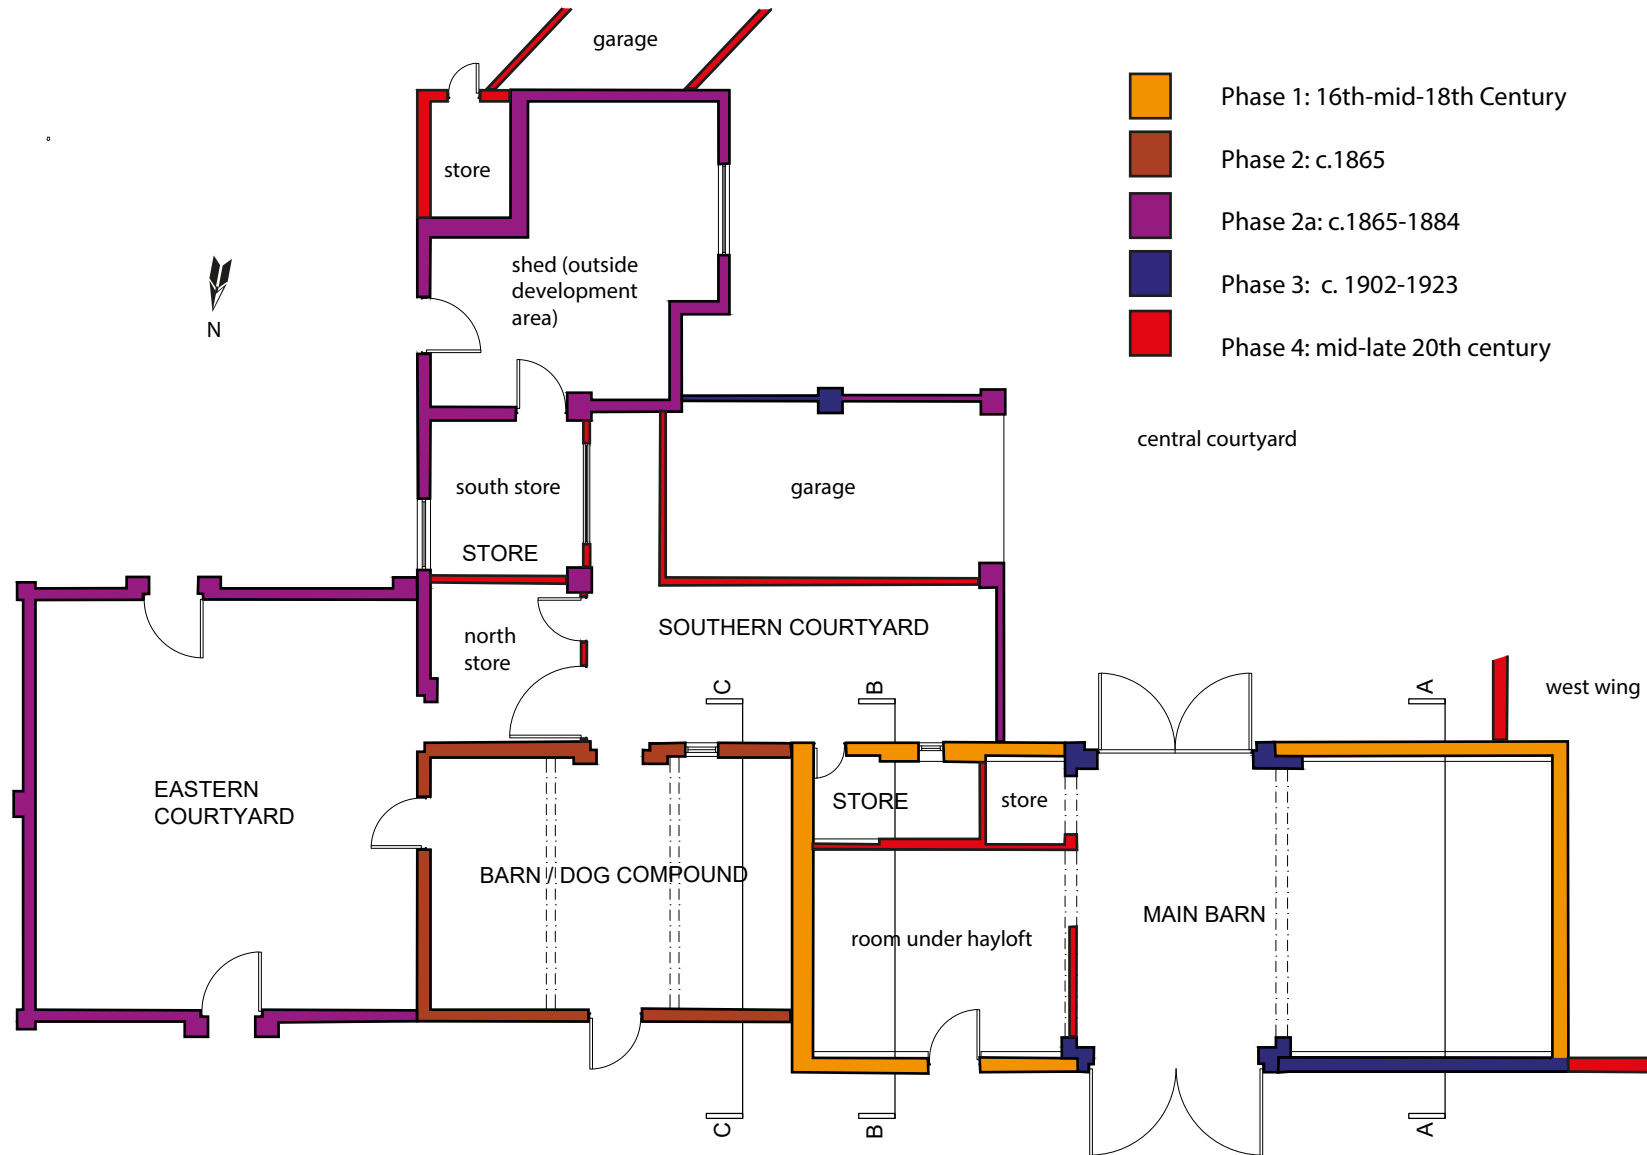 garage
Phase 1: 16th-mid-18th Century
Phase 2: c.1865
Phase 2a: c.1865-1884
Phase 3: c. 1902-1923
Phase 4: mid-late 20th century
store
shed (outside
development
area)
N
central courtyard
south store
garage
STORE
north
store
SOUTHERN COURTYARD
C
B
A
west wing
EASTERN
COURTYARD
STORE
store
BARN / DOG COMPOUND
MAIN BARN
room under hayloft
C
B
A